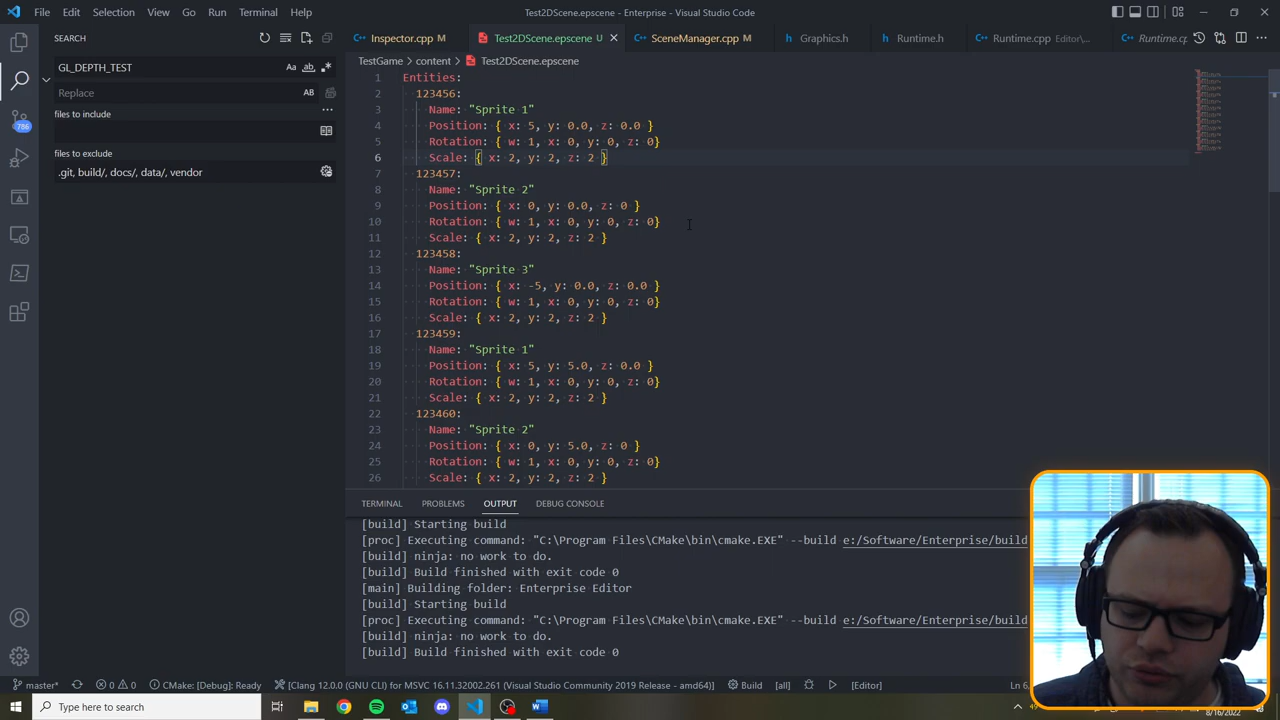 File Edit Selection View Go Run Terminal Help
Test2DScene.epscene - Enterprise - Visual Studio Code
SEARCH
Inspector.cpp M
Test2DScene.epscene U
SceneManager.cpp M
Graphics.h
Runtime.h
Runtime.cpp Editor\...
Runtime.c
GL_DEPTH_TEST
Aa ab .*
TestGame > content > Test2DScene.epscene
Replace
AB
files to include
files to exclude
.git, build/, docs/, data/, vendor
786
1 Entities:
2 123456:
3 Name: "Sprite 1"
4 Position: { x: 5, y: 0.0, z: 0.0 }
5 Rotation: { w: 1, x: 0, y: 0, z: 0}
6 Scale: { x: 2, y: 2, z: 2 }
7 123457:
8 Name: "Sprite 2"
9 Position: { x: 0, y: 0.0, z: 0 }
10 Rotation: { w: 1, x: 0, y: 0, z: 0}
11 Scale: { x: 2, y: 2, z: 2 }
12 123458:
13 Name: "Sprite 3"
14 Position: { x: -5, y: 0.0, z: 0.0 }
15 Rotation: { w: 1, x: 0, y: 0, z: 0}
16 Scale: { x: 2, y: 2, z: 2 }
17 123459:
18 Name: "Sprite 1"
19 Position: { x: 5, y: 5.0, z: 0.0 }
20 Rotation: { w: 1, x: 0, y: 0, z: 0}
21 Scale: { x: 2, y: 2, z: 2 }
22 123460:
23 Name: "Sprite 2"
24 Position: { x: 0, y: 5.0, z: 0 }
25 Rotation: { w: 1, x: 0, y: 0, z: 0}
26 Scale: { x: 2, y: 2, z: 2 }
TERMINAL PROBLEMS OUTPUT DEBUG CONSOLE
[build] Starting build
[proc] Executing command: "C:\Program Files\CMake\bin\cmake.EXE" --build e:/Software/Enterprise/build
[build] ninja: no work to do.
[build] Build finished with exit code 0
[main] Building folder: Enterprise Editor
[build] Starting build
[proc] Executing command: "C:\Program Files\CMake\bin\cmake.EXE" --build e:/Software/Enterprise/build
[build] ninja: no work to do.
[build] Build finished with exit code 0
master* 0 0 CMake: [Debug]: Ready [Clang 12.0.0 (GNU CLI) for MSVC 16.11.32002.261 (Visual Studio Community 2019 Release - amd64)] Build [all] [Editor] Ln 6
Type here to search
8/16/2022